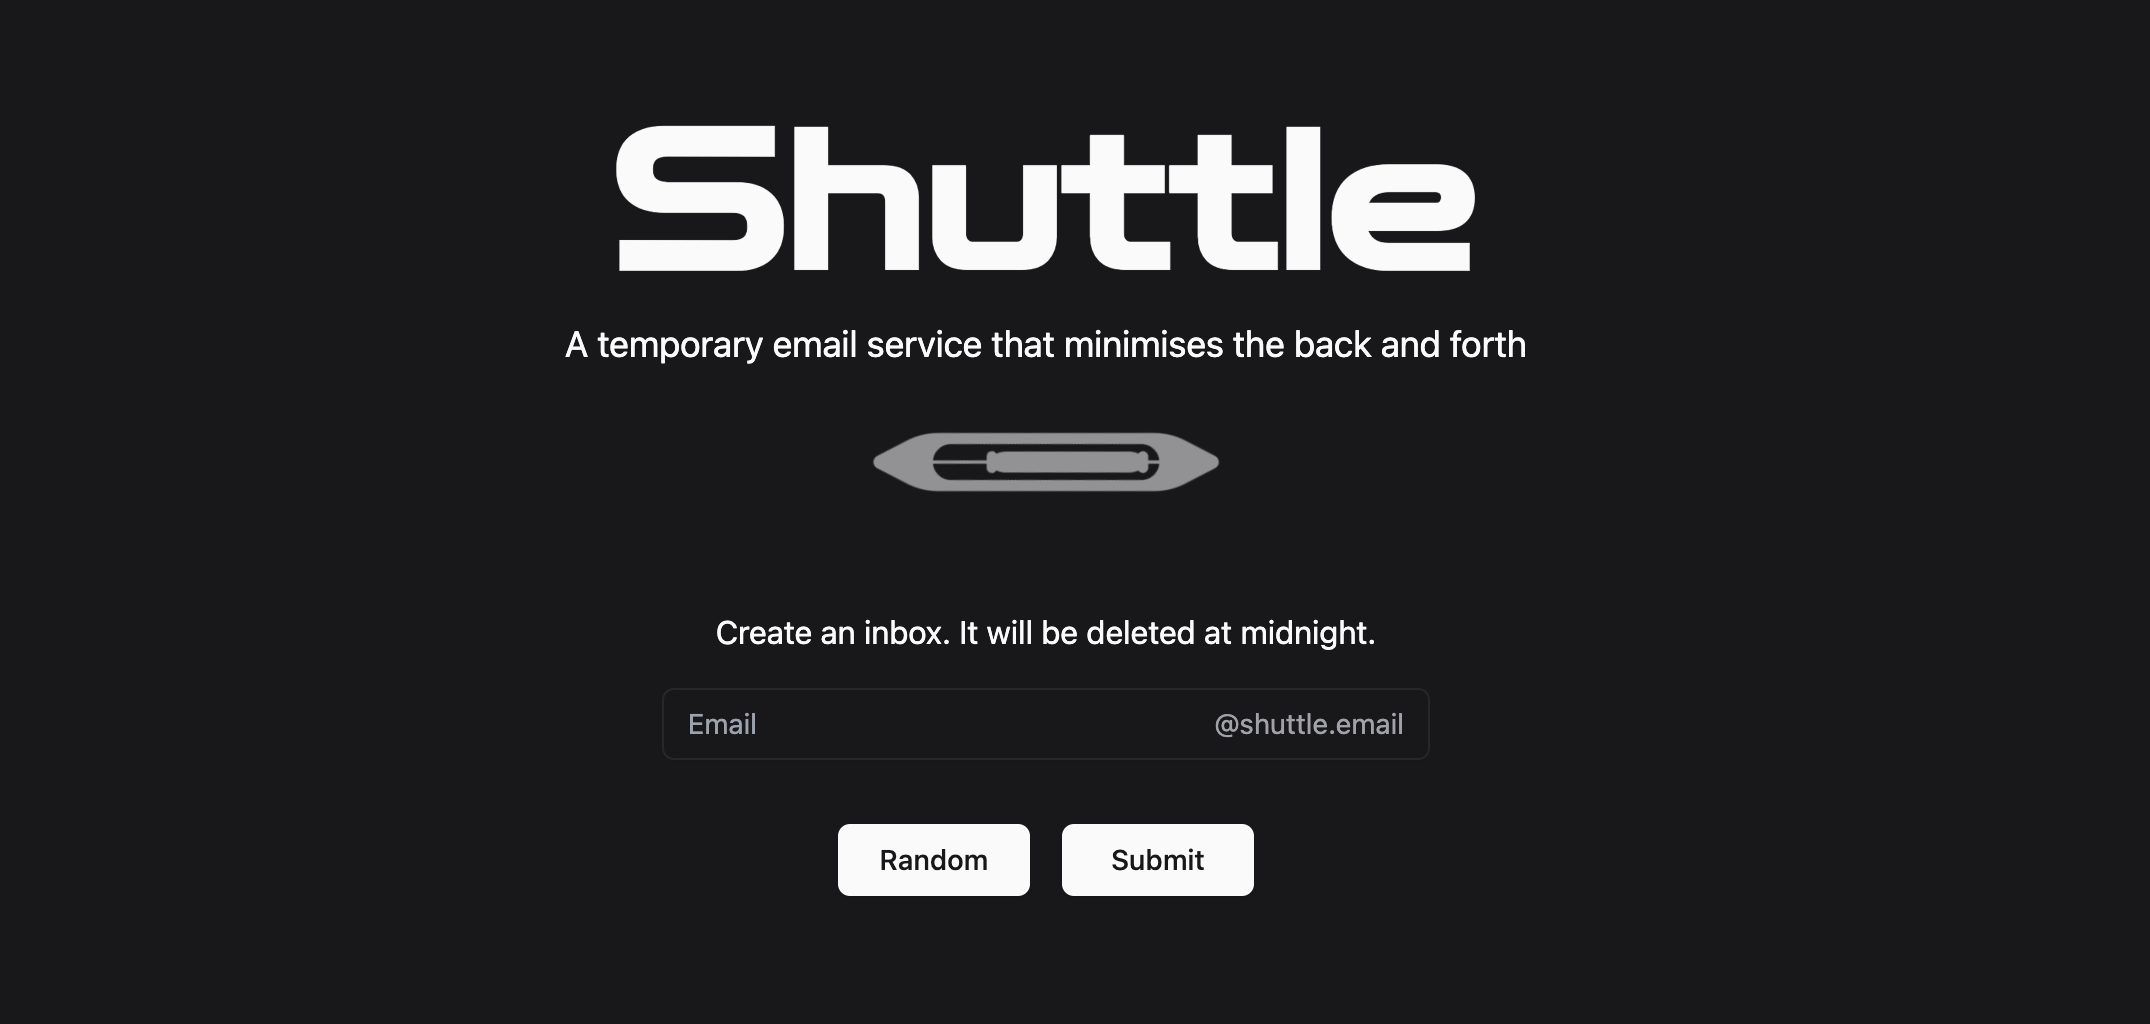 Shuttle
A temporary email service that minimises the back and forth
Create an inbox. It will be deleted at midnight.
Email @shuttle.email
Random Submit